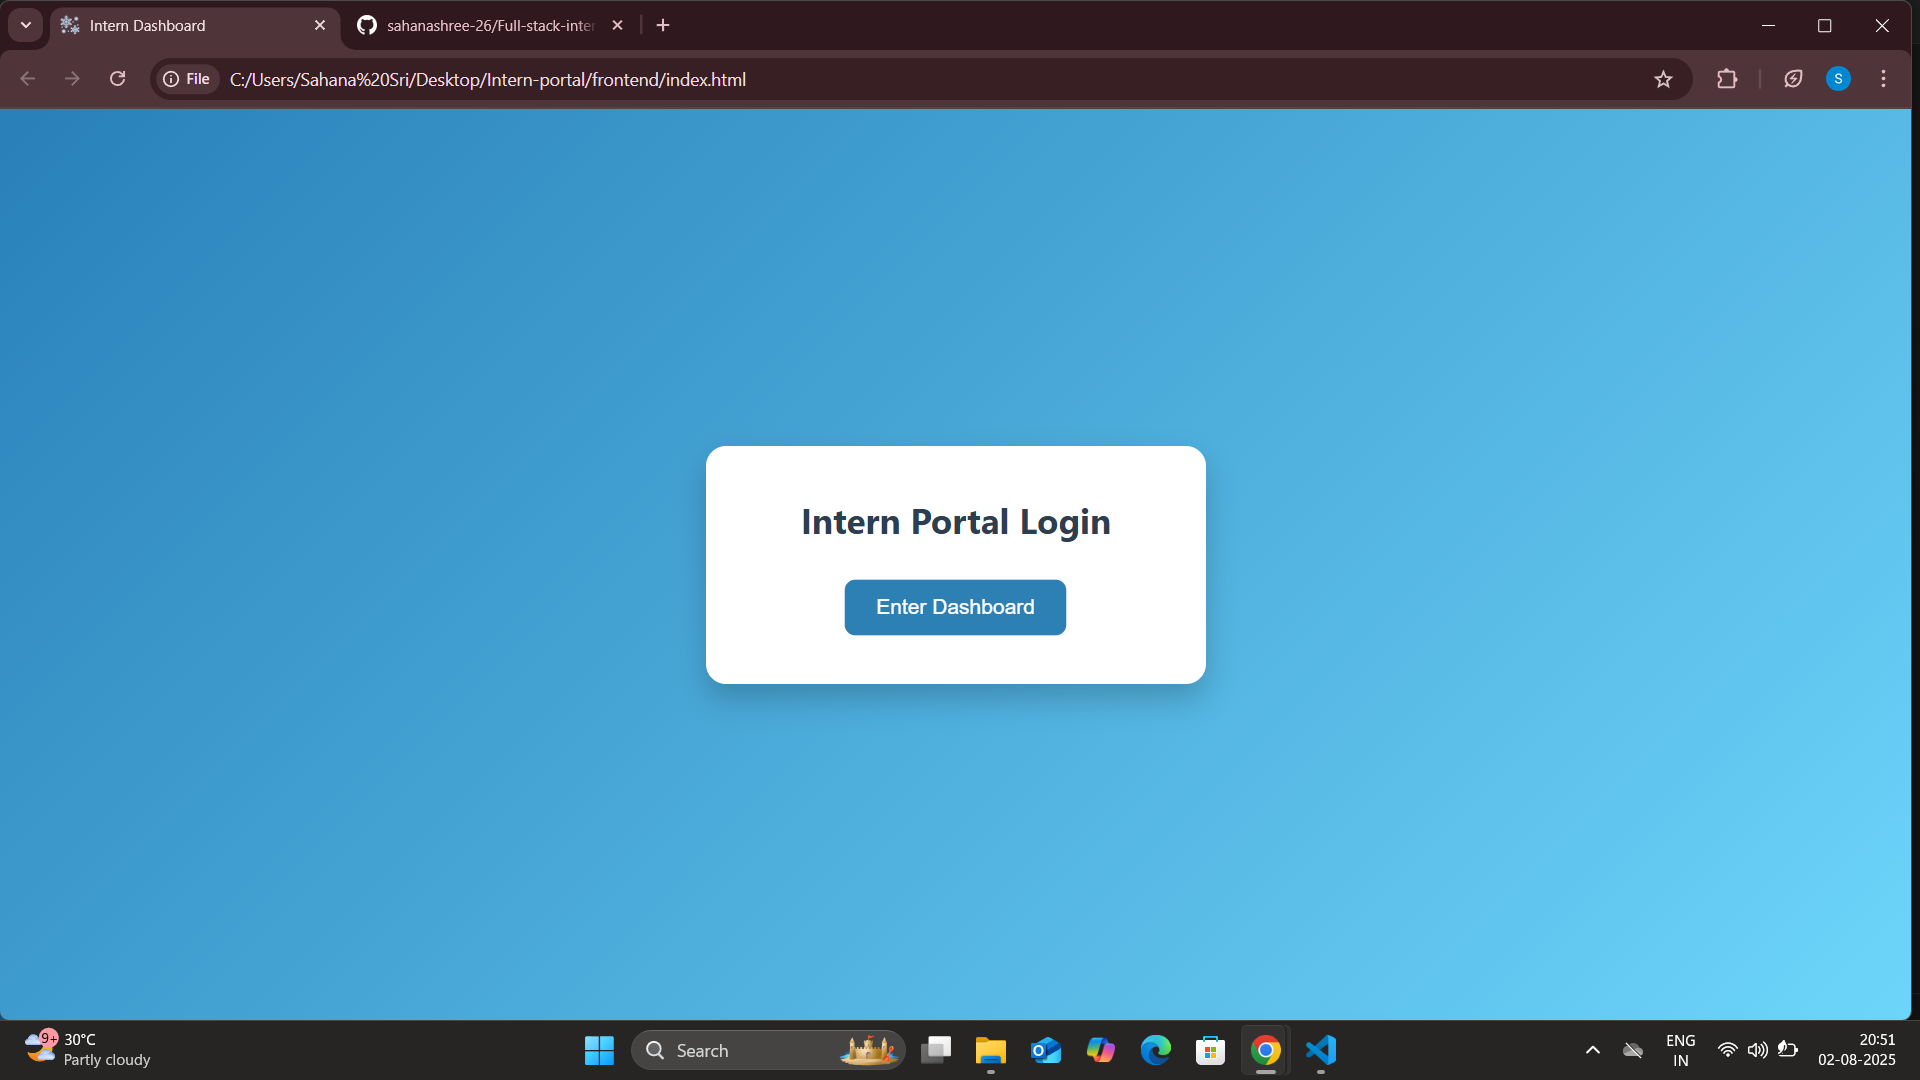 Intern Dashboard
sahanashree-26/Full-stack-inter
File
C:/Users/Sahana%20Sri/Desktop/Intern-portal/frontend/index.html
S
Intern Portal Login
Enter Dashboard
9+
30°C
Partly cloudy
Search
ENG
IN
20:51
02-08-2025